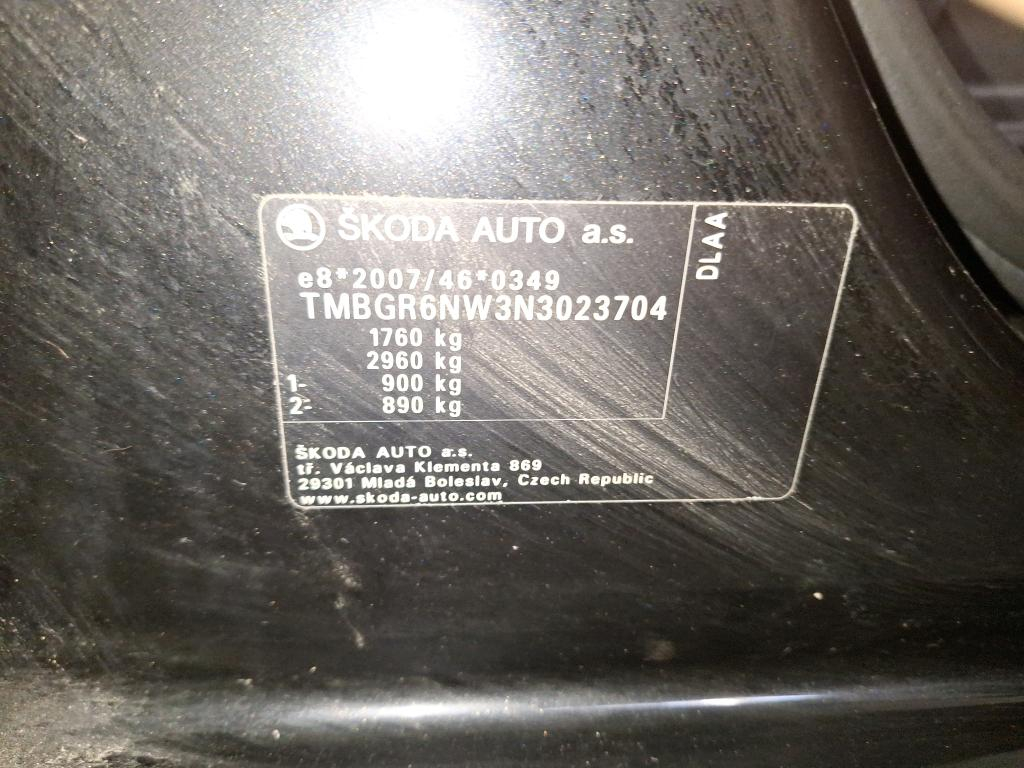 ŠKODA AUTO a.s.
DLAA
e8*2007/46*0349
TMBGR6NW3N3023704
1760 kg
2960 kg
1- 900 kg
2- 890 kg
ŠKODA AUTO a.s.
tř. Václava Klementa 869
29301 Mladá Boleslav, Czech Republic
www.skoda-auto.com